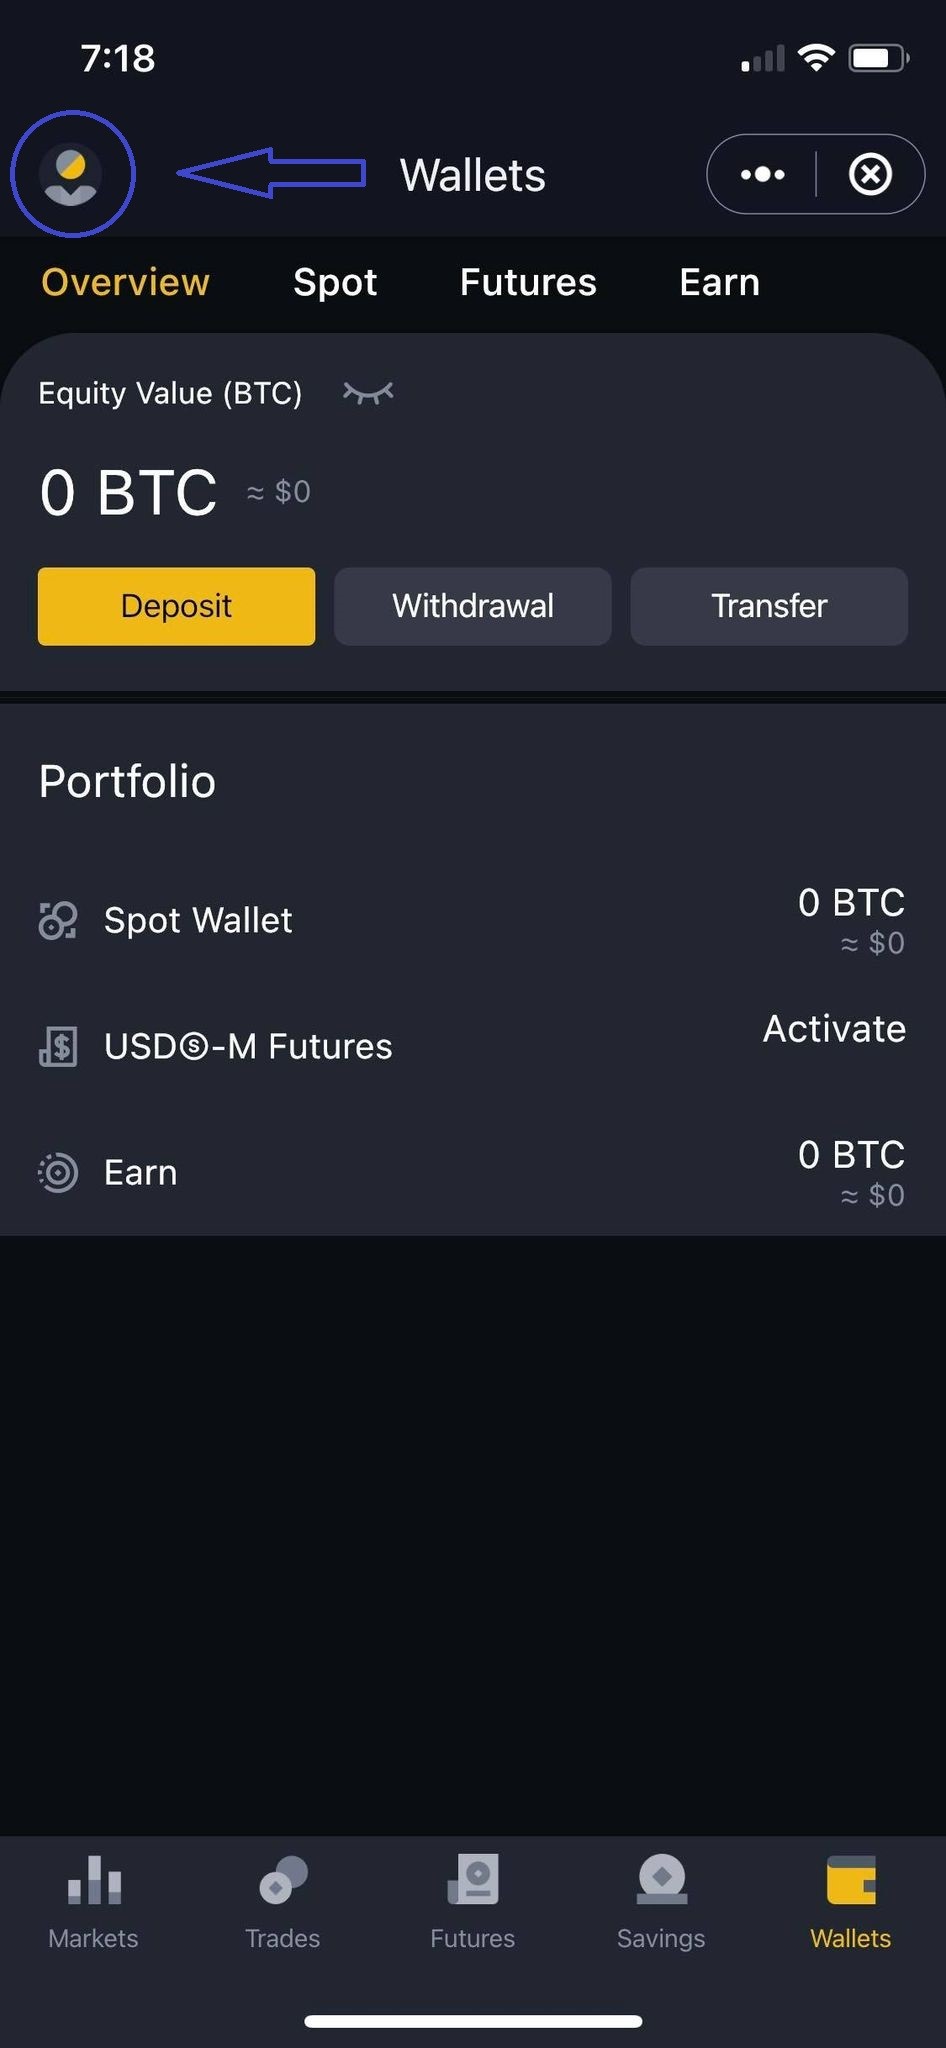 7:18
Wallets
Overview Spot Futures Earn
Equity Value (BTC)
0 BTC ≈ $0
Deposit Withdrawal Transfer
Portfolio
Spot Wallet 0 BTC
≈ $0
USDⓢ-M Futures Activate
Earn 0 BTC
≈ $0
Markets Trades Futures Savings Wallets